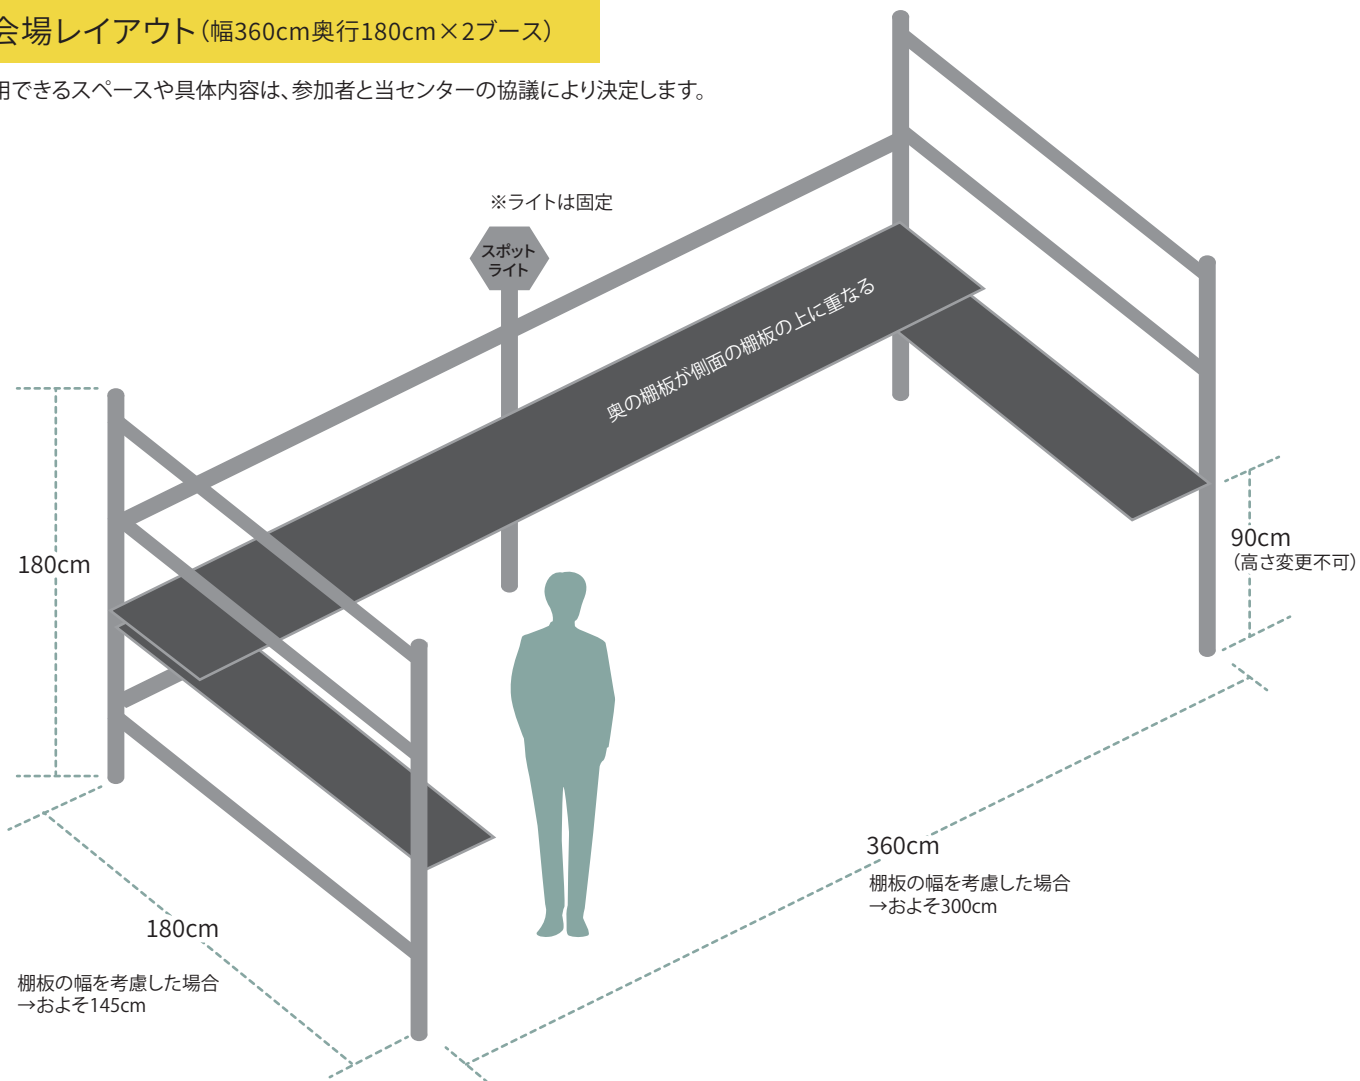 会場レイアウト（幅360cm奥行180cm×2ブース）
用できるスペースや具体内容は、参加者と当センターの協議により決定します。
※ライトは固定
スポット
ライト
奥の棚板が側面の棚板の上に重なる
180cm
90cm
（高さ変更不可）
360cm
棚板の幅を考慮した場合
→およそ300cm
180cm
棚板の幅を考慮した場合
→およそ145cm